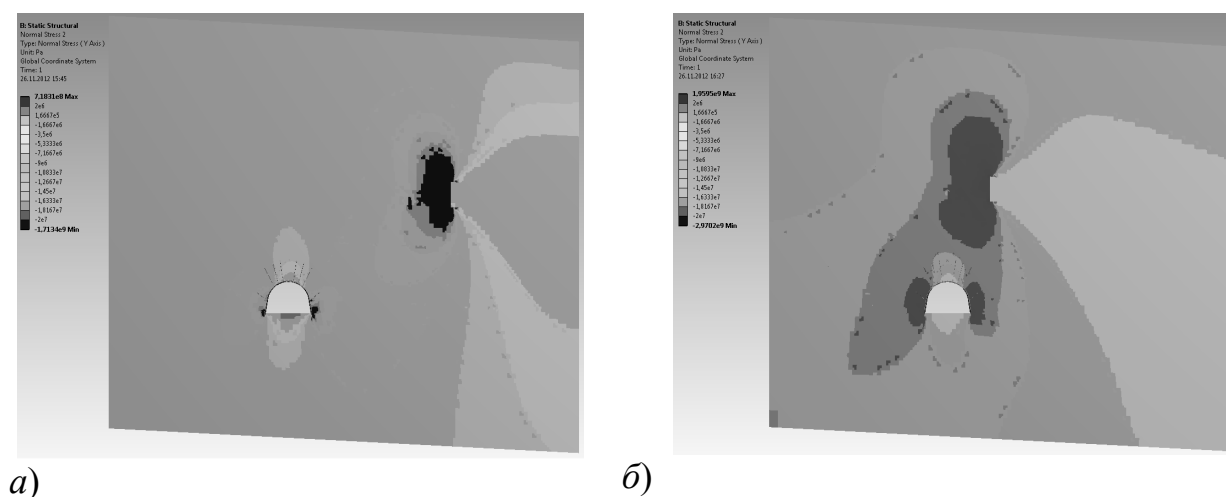 B: Static Structural
Normal Stress 2
Type: Normal Stress ( Y Axis )
Unit: Pa
Global Coordinate System
Time: 1
26.11.2012 15:45
7,1831e8 Max
2e6
1,6667e5
-1,6667e6
-3,5e6
-5,3333e6
-7,1667e6
-9e6
-1,0833e7
-1,2667e7
-1,45e7
-1,6333e7
-1,8167e7
-2e7
-1,7134e9 Min
а)
B: Static Structural
Normal Stress 2
Type: Normal Stress ( Y Axis )
Unit: Pa
Global Coordinate System
Time: 1
26.11.2012 16:27
1,9595e9 Max
2e6
1,6667e5
-1,6667e6
-3,5e6
-5,3333e6
-7,1667e6
-9e6
-1,0833e7
-1,2667e7
-1,45e7
-1,6333e7
-1,8167e7
-2e7
-2,9702e9 Min
б)